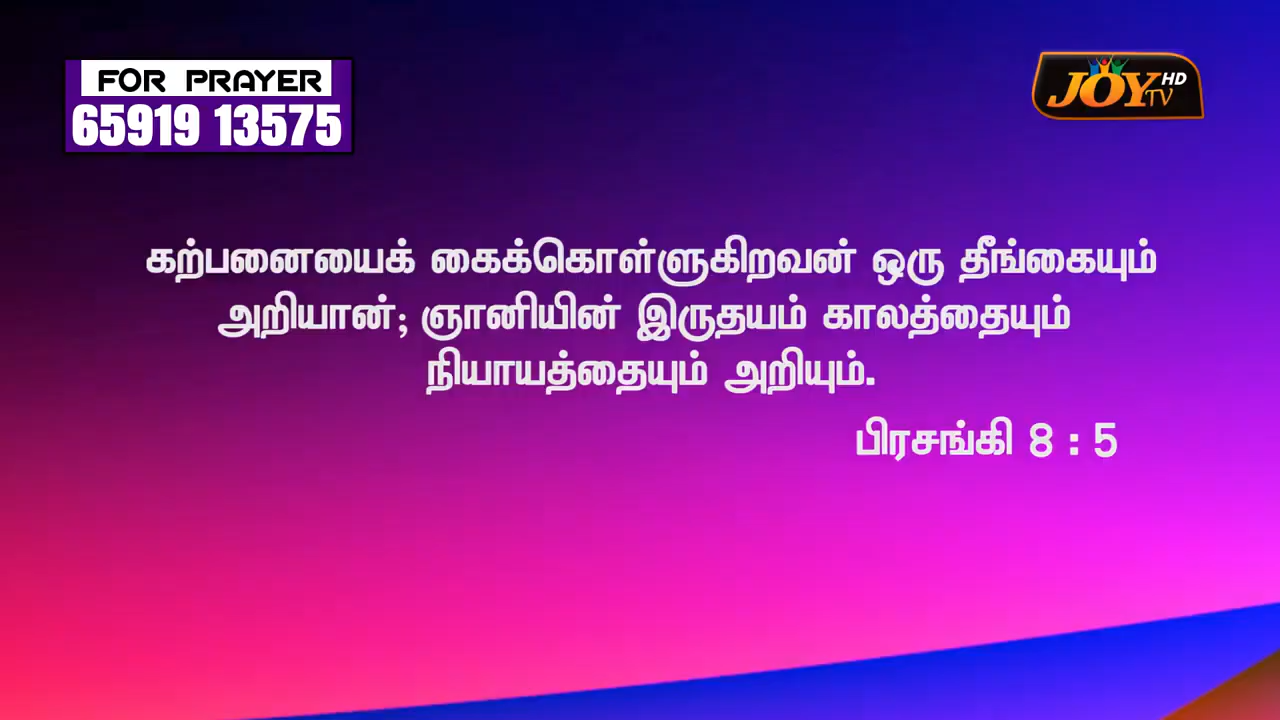 FOR PRAYER
65919 13575
JOY HD
TV
கற்பனையைக் கைக்கொள்ளுகிறவன் ஒரு தீங்கையும்
அறியான்; ஞானியின் இருதயம் காலத்தையும்
நியாயத்தையும் அறியும்.
பிரசங்கி 8 : 5